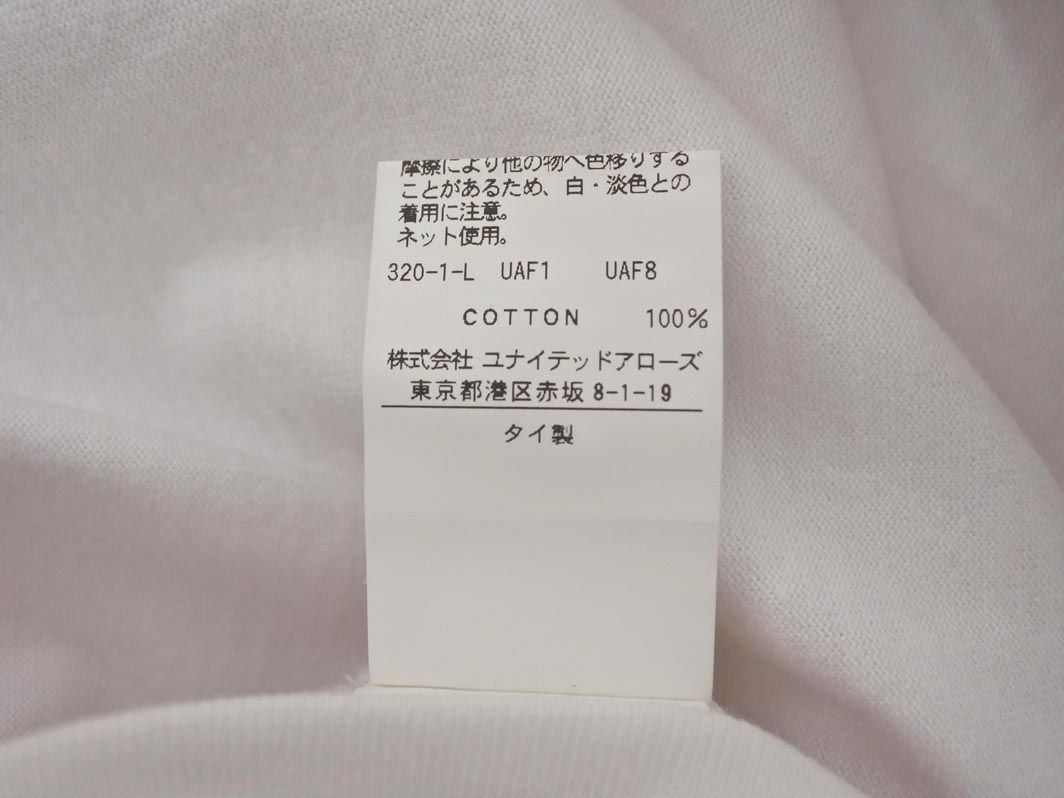 摩擦により他の物へ色移りする
ことがあるため、白・淡色との
着用に注意。
ネット使用。
320-1-L UAF1 UAF8
COTTON 100%
株式会社 ユナイテッドアローズ
東京都港区赤坂 8-1-19
タイ製